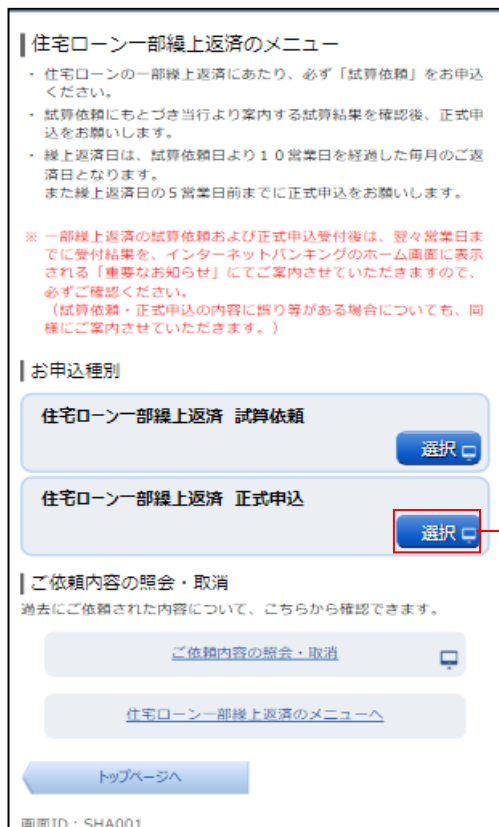 住宅ローン一部繰上返済のメニュー
・ 住宅ローンの一部繰上返済にあたり、必ず「試算依頼」をお申込
ください。
・ 試算依頼にもとづき当行より案内する試算結果を確認後、正式申
込をお願いします。
・ 繰上返済日は、試算依頼日より１０営業日を経過した毎月のご返
済日となります。
また繰上返済日の５営業日前までに正式申込をお願いします。
※ 一部繰上返済の試算依頼および正式申込受付後は、翌々営業日ま
でに受付結果を、インターネットバンキングのホーム画面に表示
される「重要なお知らせ」にてご案内させていただきますので、
必ずご確認ください。
（試算依頼・正式申込の内容に誤り等がある場合についても、同
様にご案内させていただきます。）
お申込種別
住宅ローン一部繰上返済 試算依頼
選択
住宅ローン一部繰上返済 正式申込
選択
ご依頼内容の照会・取消
過去にご依頼された内容について、こちらから確認できます。
ご依頼内容の照会・取消
住宅ローン一部繰上返済のメニューへ
トップページへ
画面ID：SHA001